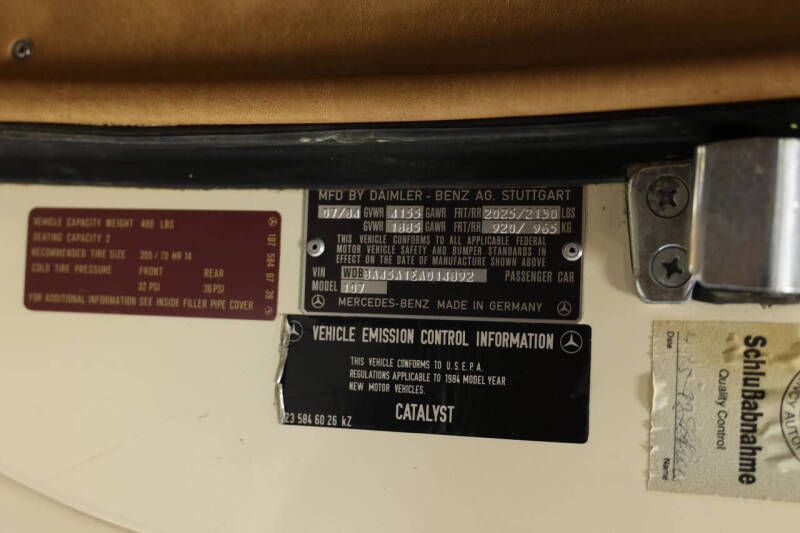 VEHICLE CAPACITY WEIGHT 480 LBS
SEATING CAPACITY 2
RECOMMENDED TIRE SIZE 205 / 70 HR 14
COLD TIRE PRESSURE FRONT REAR
32 PSI 36 PSI
FOR ADDITIONAL INFORMATION SEE INSIDE FILLER PIPE COVER
107 584 07 39
MFD BY DAIMLER - BENZ AG. STUTTGART
07/84 GVWR 4155 GAWR FRT/RR 2025/2130 LBS
GVWR 1885 GAWR FRT/RR 920/ 965 KG
THIS VEHICLE CONFORMS TO ALL APPLICABLE FEDERAL
MOTOR VEHICLE SAFETY AND BUMPER STANDARDS IN
EFFECT ON THE DATE OF MANUFACTURE SHOWN ABOVE
VIN WDBBA45A1EA014892 PASSENGER CAR
MODEL 107
MERCEDES-BENZ MADE IN GERMANY
VEHICLE EMISSION CONTROL INFORMATION
THIS VEHICLE CONFORMS TO U.S.E.P.A.
REGULATIONS APPLICABLE TO 1984 MODEL YEAR
NEW MOTOR VEHICLES.
CATALYST
23 584 60 26 kZ
Schlußabnahme
Quality Control
Date
Name